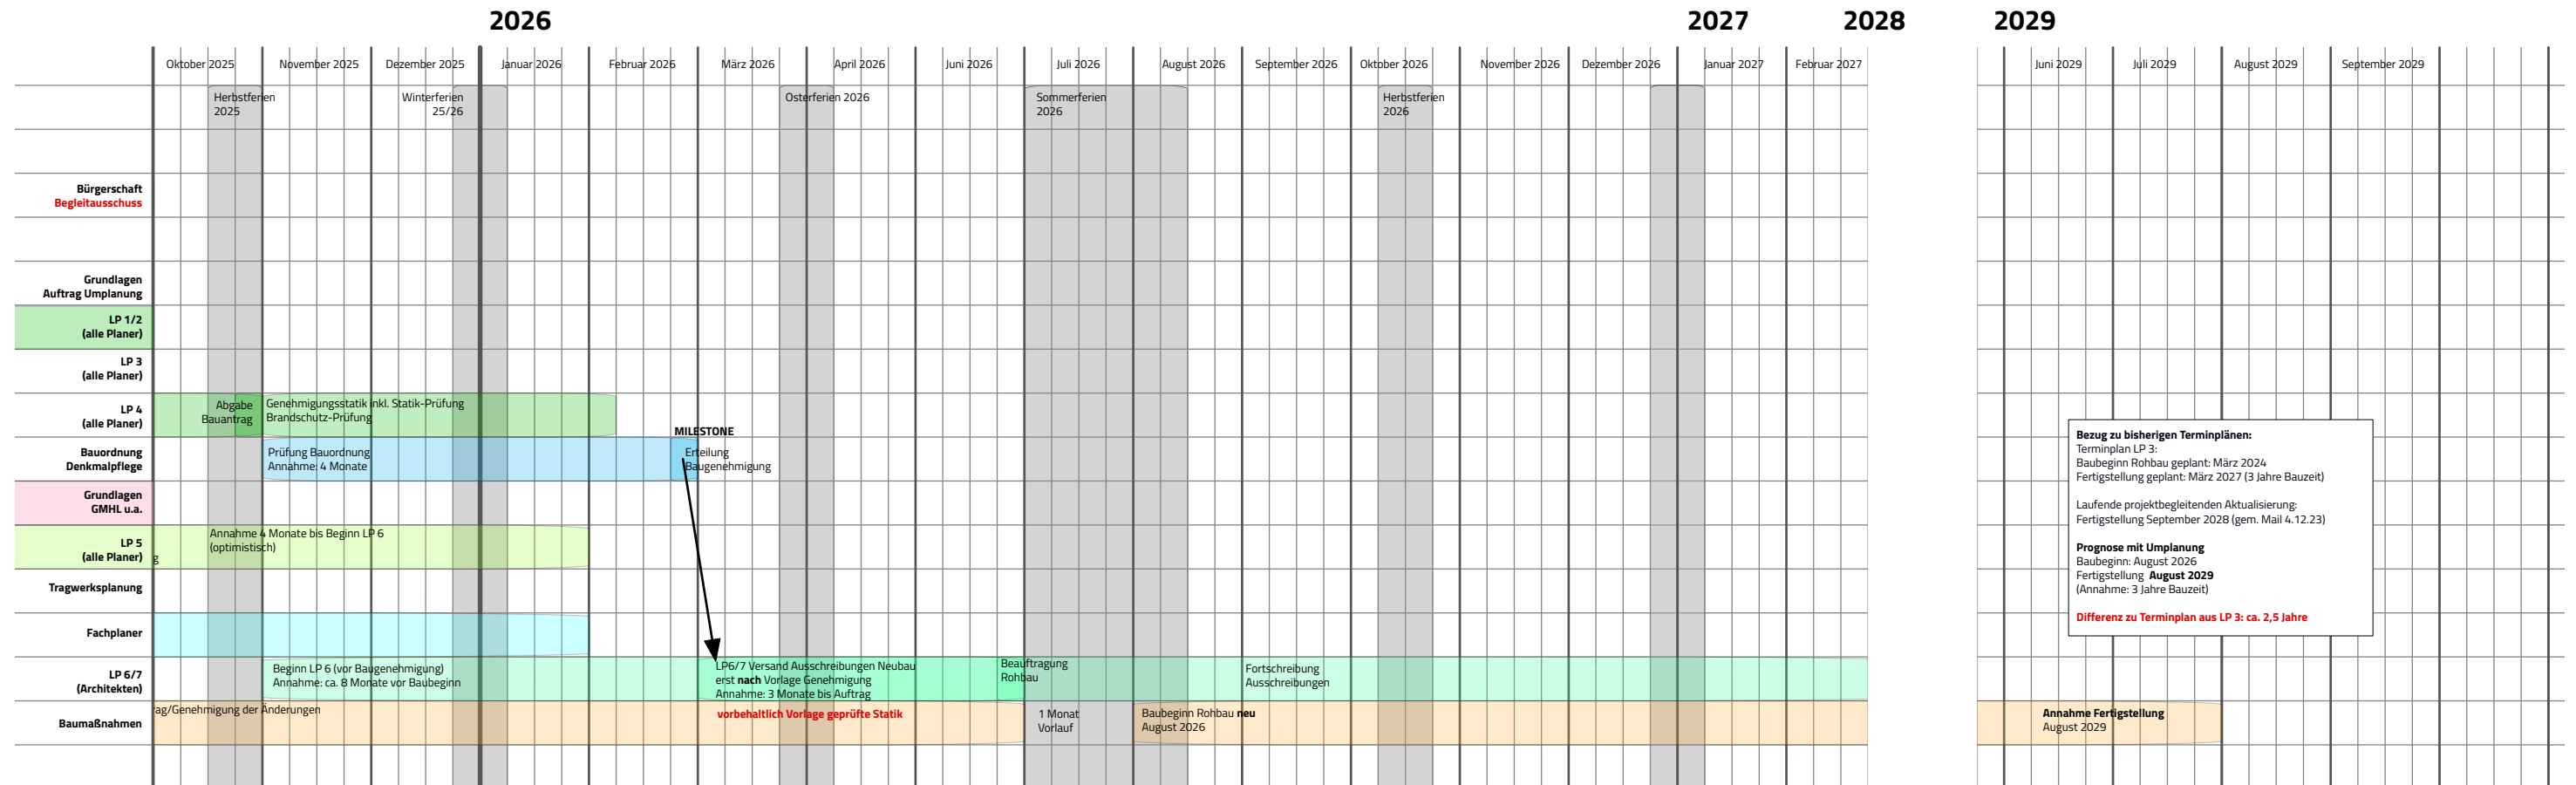 2026
2027
2028
2029
Oktober 2025
November 2025
Dezember 2025
Januar 2026
Februar 2026
März 2026
April 2026
Juni 2026
Juli 2026
August 2026
September 2026
Oktober 2026
November 2026
Dezember 2026
Januar 2027
Februar 2027
Juni 2029
Juli 2029
August 2029
September 2029
Herbstferien
2025
Winterferien
25/26
Osterferien 2026
Sommerferien
2026
Herbstferien
2026
Bürgerschaft
Begleitausschuss
Grundlagen
Auftrag Umplanung
LP 1/2
(alle Planer)
LP 3
(alle Planer)
LP 4
(alle Planer)
Abgabe
Bauantrag
Genehmigungsstatik inkl. Statik-Prüfung
Brandschutz-Prüfung
MILESTONE
Bauordnung
Denkmalpflege
Prüfung Bauordnung
Annahme: 4 Monate
Erteilung
Baugenehmigung
Grundlagen
GMHL u.a.
LP 5
(alle Planer)
g
Annahme 4 Monate bis Beginn LP 6
(optimistisch)
Tragwerksplanung
Fachplaner
LP 6/7
(Architekten)
Beginn LP 6 (vor Baugenehmigung)
Annahme: ca. 8 Monate vor Baubeginn
LP6/7 Versand Ausschreibungen Neubau
erst nach Vorlage Genehmigung
Annahme: 3 Monate bis Auftrag
Beauftragung
Rohbau
Fortschreibung
Ausschreibungen
Baumaßnahmen
rag/Genehmigung der Änderungen
vorbehaltlich Vorlage geprüfte Statik
1 Monat
Vorlauf
Baubeginn Rohbau neu
August 2026
Annahme Fertigstellung
August 2029
Bezug zu bisherigen Terminplänen:
Terminplan LP 3:
Baubeginn Rohbau geplant: März 2024
Fertigstellung geplant: März 2027 (3 Jahre Bauzeit)
Laufende projektbegleitenden Aktualisierung:
Fertigstellung September 2028 (gem. Mail 4.12.23)
Prognose mit Umplanung
Baubeginn: August 2026
Fertigstellung August 2029
(Annahme: 3 Jahre Bauzeit)
Differenz zu Terminplan aus LP 3: ca. 2,5 Jahre